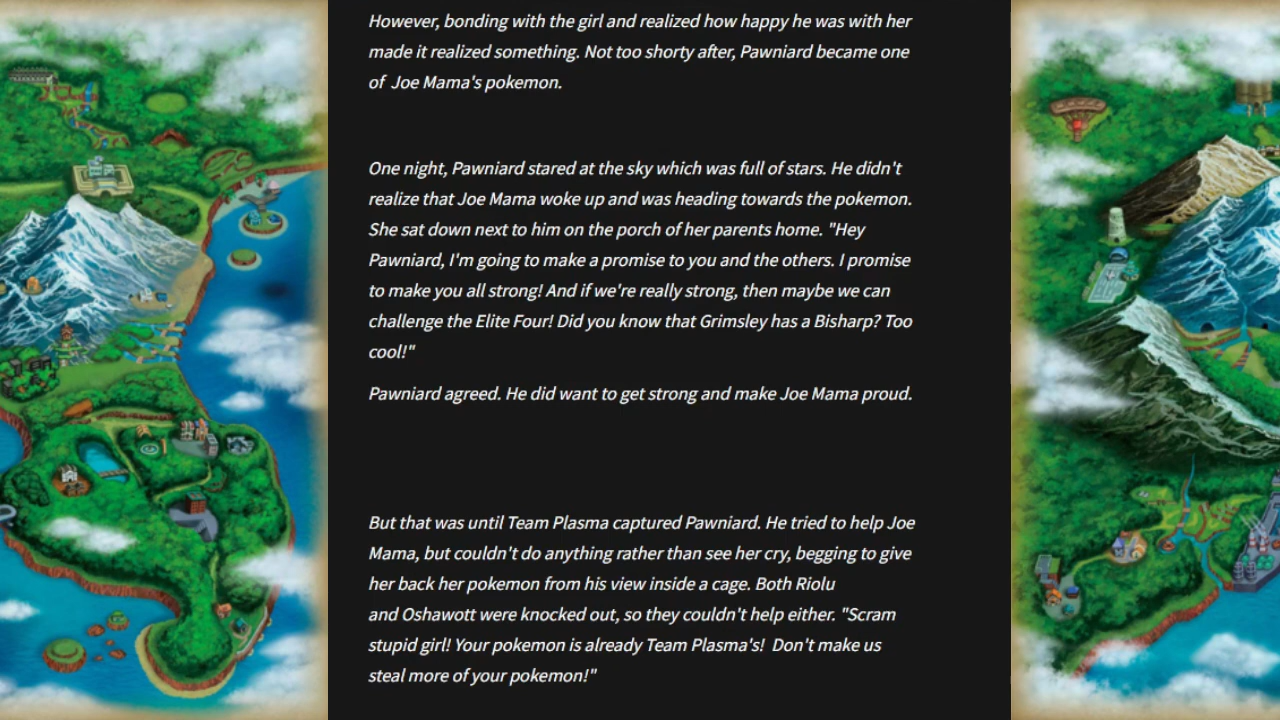 However, bonding with the girl and realized how happy he was with her
made it realized something. Not too shorty after, Pawniard became one
of Joe Mama's pokemon.
One night, Pawniard stared at the sky which was full of stars. He didn't
realize that Joe Mama woke up and was heading towards the pokemon.
She sat down next to him on the porch of her parents home. "Hey
Pawniard, I'm going to make a promise to you and the others. I promise
to make you all strong! And if we're really strong, then maybe we can
challenge the Elite Four! Did you know that Grimsley has a Bisharp? Too
cool!"
Pawniard agreed. He did want to get strong and make Joe Mama proud.
But that was until Team Plasma captured Pawniard. He tried to help Joe
Mama, but couldn't do anything rather than see her cry, begging to give
her back her pokemon from his view inside a cage. Both Riolu
and Oshawott were knocked out, so they couldn't help either. "Scram
stupid girl! Your pokemon is already Team Plasma's!  Don't make us
steal more of your pokemon!"